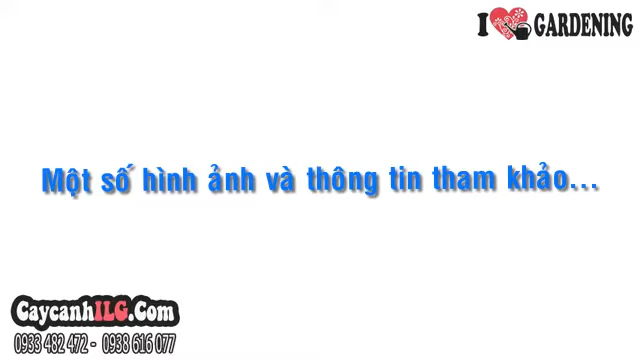 I GARDENING
Một số hình ảnh và thông tin tham khảo...
CaycanhILG.Com
0933 482 472 - 0938 616 077